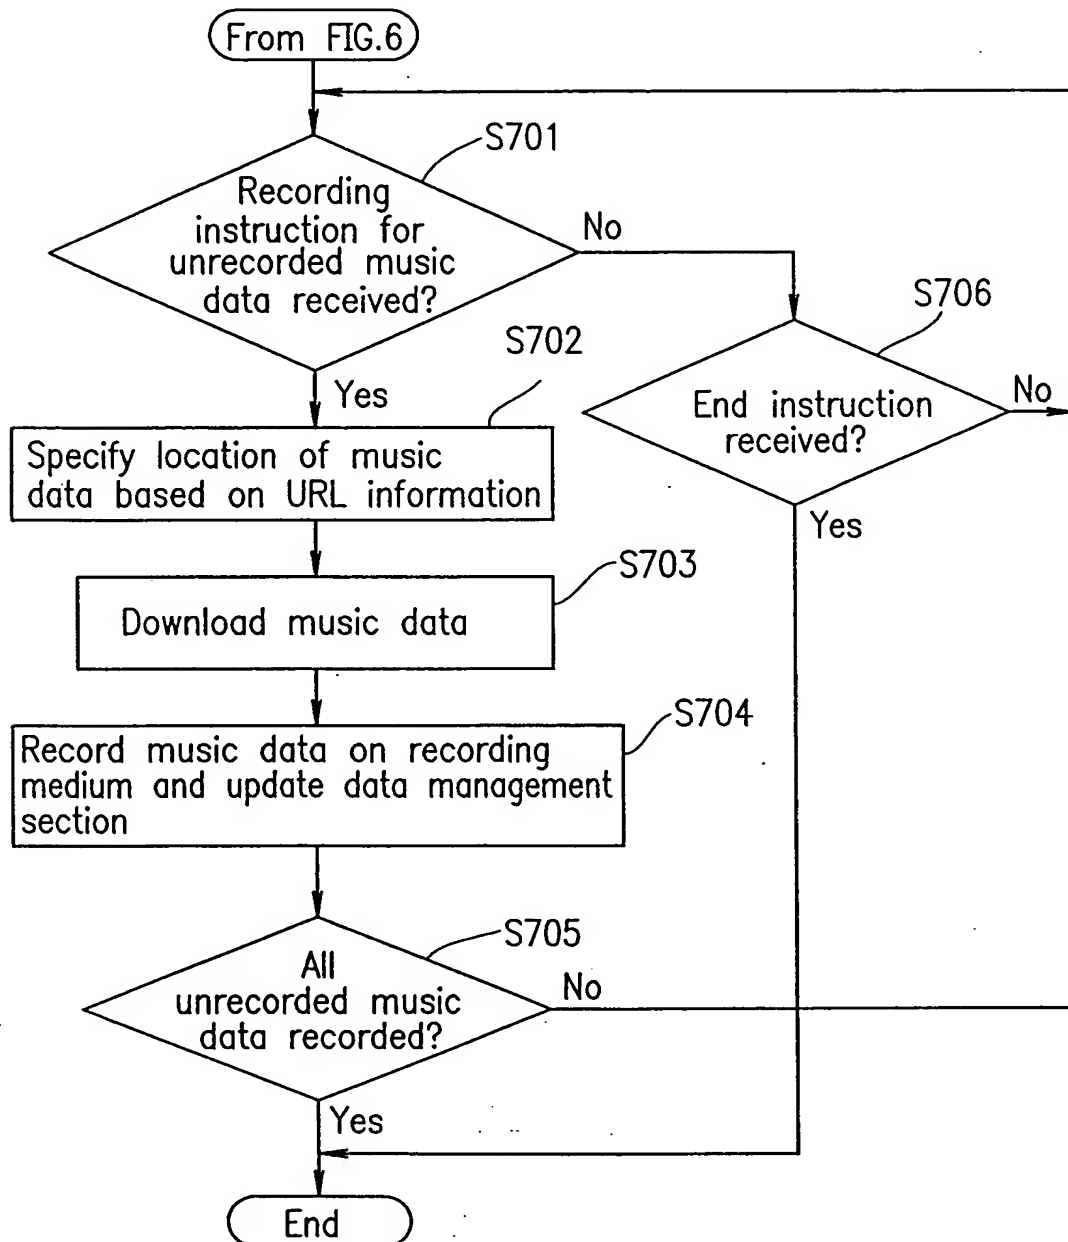 From FIG.6
S701
Recording
instruction for
unrecorded music
data received?
No
Yes
S706
End instruction
received?
No
Yes
S702
Specify location of music
data based on URL information
S703
Download music data
S704
Record music data on recording
medium and update data management
section
S705
All
unrecorded music
data recorded?
No
Yes
End